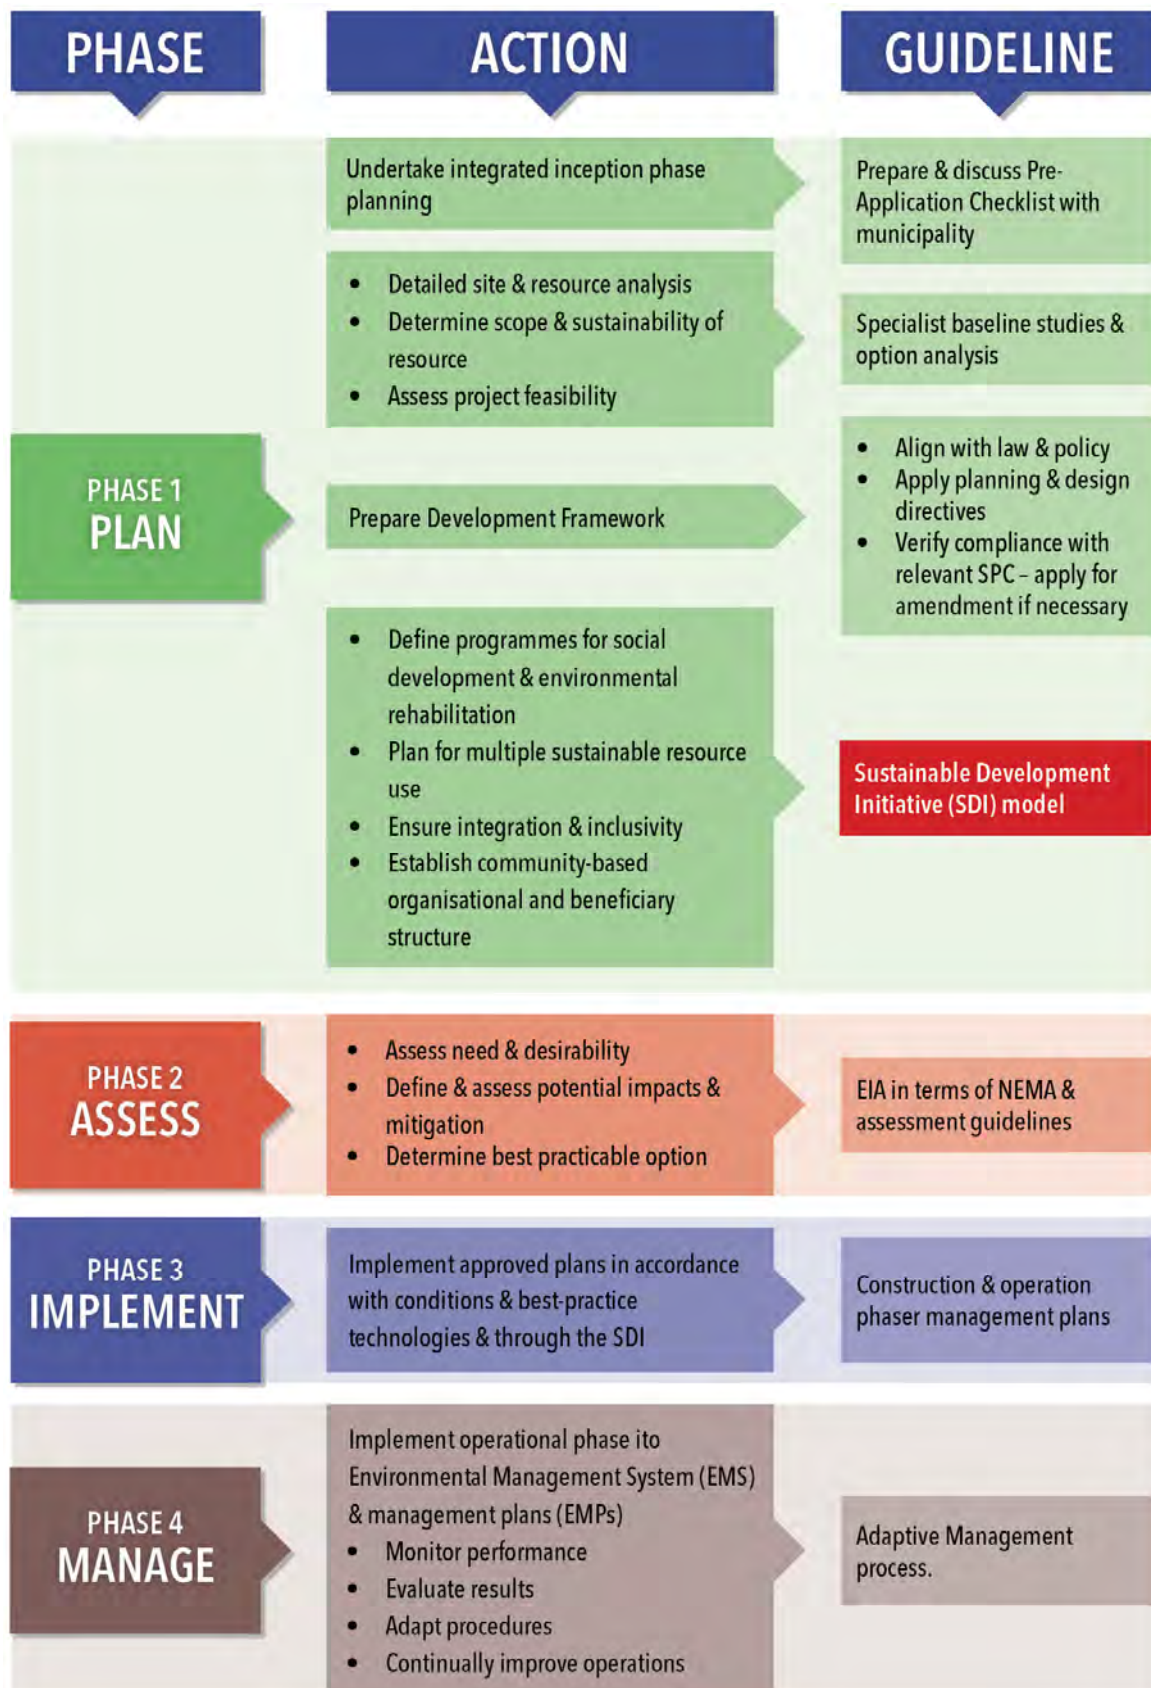 PHASE
ACTION
GUIDELINE
PHASE 1
PLAN
Undertake integrated inception phase
planning
Prepare & discuss Pre-
Application Checklist with
municipality
• Detailed site & resource analysis
• Determine scope & sustainability of
resource
• Assess project feasibility
Specialist baseline studies &
option analysis
Prepare Development Framework
• Align with law & policy
• Apply planning & design
directives
• Verify compliance with
relevant SPC – apply for
amendment if necessary
• Define programmes for social
development & environmental
rehabilitation
• Plan for multiple sustainable resource
use
• Ensure integration & inclusivity
• Establish community-based
organisational and beneficiary
structure
Sustainable Development
Initiative (SDI) model
PHASE 2
ASSESS
• Assess need & desirability
• Define & assess potential impacts &
mitigation
• Determine best practicable option
EIA in terms of NEMA &
assessment guidelines
PHASE 3
IMPLEMENT
Implement approved plans in accordance
with conditions & best-practice
technologies & through the SDI
Construction & operation
phaser management plans
PHASE 4
MANAGE
Implement operational phase ito
Environmental Management System (EMS)
& management plans (EMPs)
• Monitor performance
• Evaluate results
• Adapt procedures
• Continually improve operations
Adaptive Management
process.